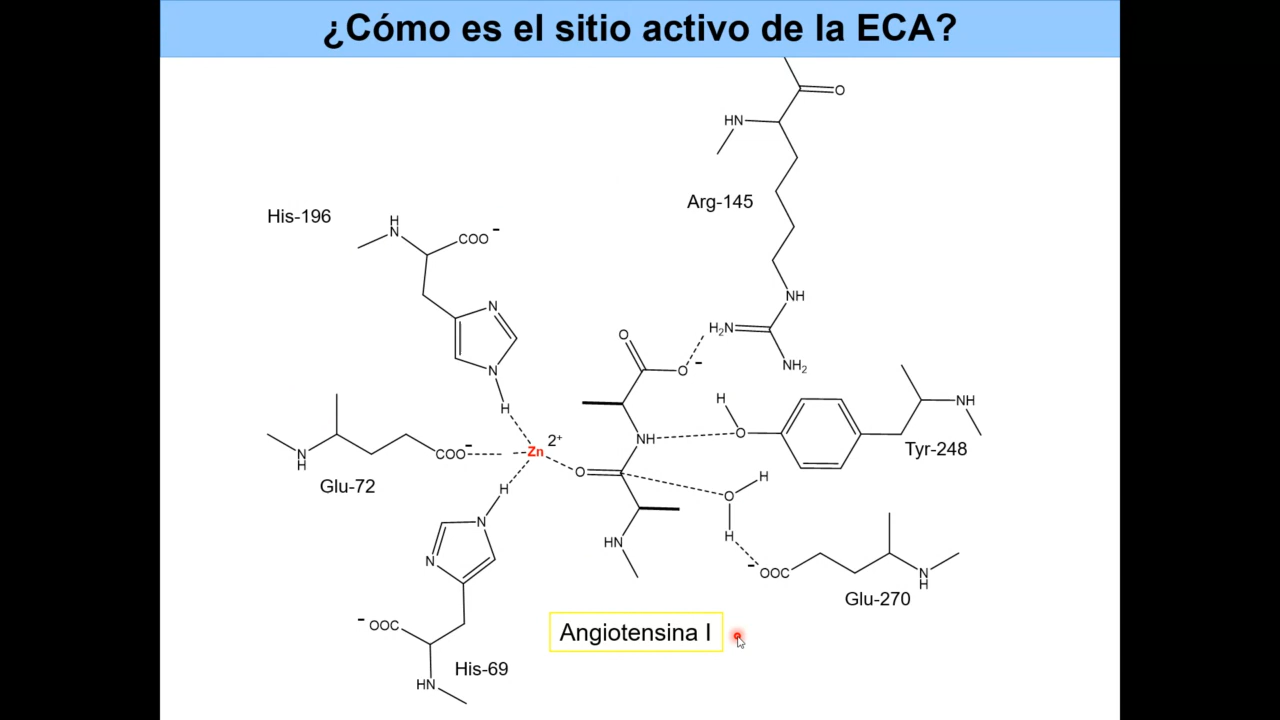 ¿Cómo es el sitio activo de la ECA?
O
HN
Arg-145
His-196
H
N
COO -
N
NH
O
H₂N
N
O -
NH₂
H
H
2+
NH
O
NH
Tyr-248
N
H
COO -
Zn
O
Glu-72
H
O
H
N
HN
H
N
- OOC
N
H
Glu-270
- OOC
Angiotensina I
His-69
HN